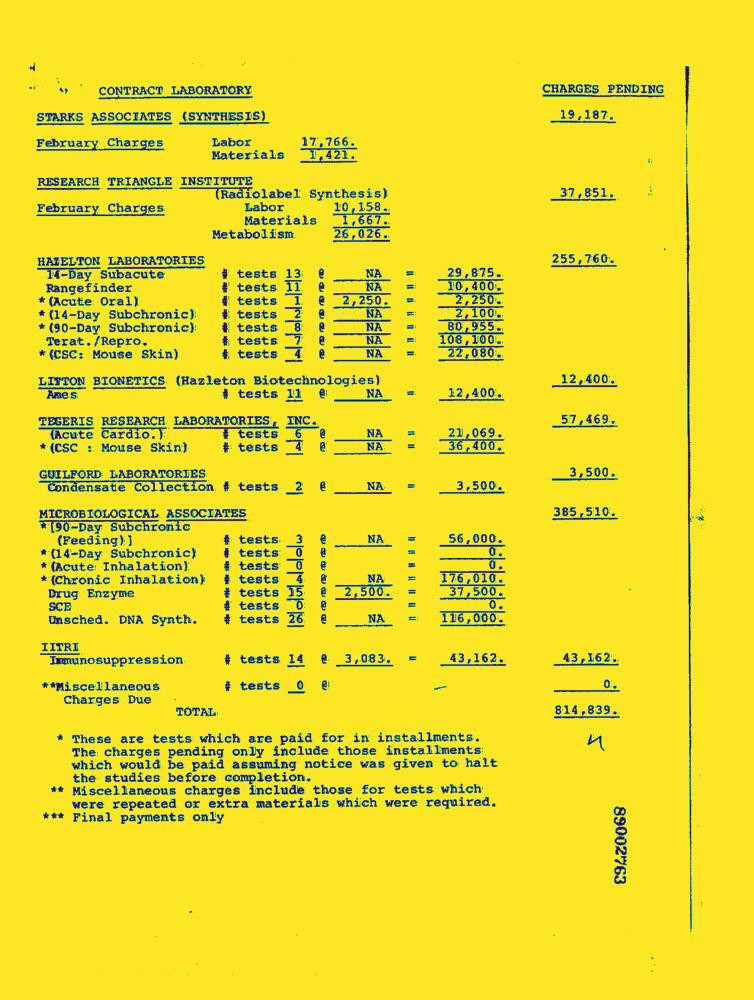 CONTRACT LABORATORY CHARGES PENDING
STARKS ASSOCIATES (SYNTHESIS) 19,187.
February Charges Labor 17,766.
Materials 1,421.
RESEARCH TRIANGLE INSTITUTE
(Radiolabel Synthesis) 37,851.
February Charges Labor 10,158.
Materials 1,667.
Metabolism 26,026.
HAZELTON LABORATORIES 255,760.
14-Day Subacute # tests 13 @ NA = 29,875.
Rangefinder # tests 11 @ NA = 10,400.
*(Acute Oral) # tests 1 @ 2,250. = 2,250.
*(14-Day Subchronic) # tests 2 @ NA = 2,100.
*(90-Day Subchronic) # tests 8 @ NA = 80,955.
Terat./Repro. # tests 7 @ NA = 108,100.
*(CSC: Mouse Skin) # tests 4 @ NA = 22,080.
LITTON BIONETICS (Hazleton Biotechnologies) 12,400.
Ames # tests 11 @ NA = 12,400.
TEGERIS RESEARCH LABORATORIES, INC. 57,469.
(Acute Cardio.) # tests 6 @ NA = 21,069.
*(CSC : Mouse Skin) # tests 4 @ NA = 36,400.
GUILFORD LABORATORIES 3,500.
Condensate Collection # tests 2 @ NA = 3,500.
MICROBIOLOGICAL ASSOCIATES 385,510.
*[90-Day Subchronic
(Feeding)] # tests 3 @ NA = 56,000.
*(14-Day Subchronic) # tests 0 @ = 0.
*(Acute Inhalation) # tests 0 @ = 0.
*(Chronic Inhalation) # tests 4 @ NA = 176,010.
Drug Enzyme # tests 15 @ 2,500. = 37,500.
SCE # tests 0 @ = 0.
Unsched. DNA Synth. # tests 26 @ NA = 116,000.
IITRI
Immunosuppression # tests 14 @ 3,083. = 43,162. 43,162.
**Miscellaneous # tests 0 @ — 0.
Charges Due
TOTAL 814,839.
* These are tests which are paid for in installments.
The charges pending only include those installments
which would be paid assuming notice was given to halt
the studies before completion.
** Miscellaneous charges include those for tests which
were repeated or extra materials which were required.
*** Final payments only
89002763